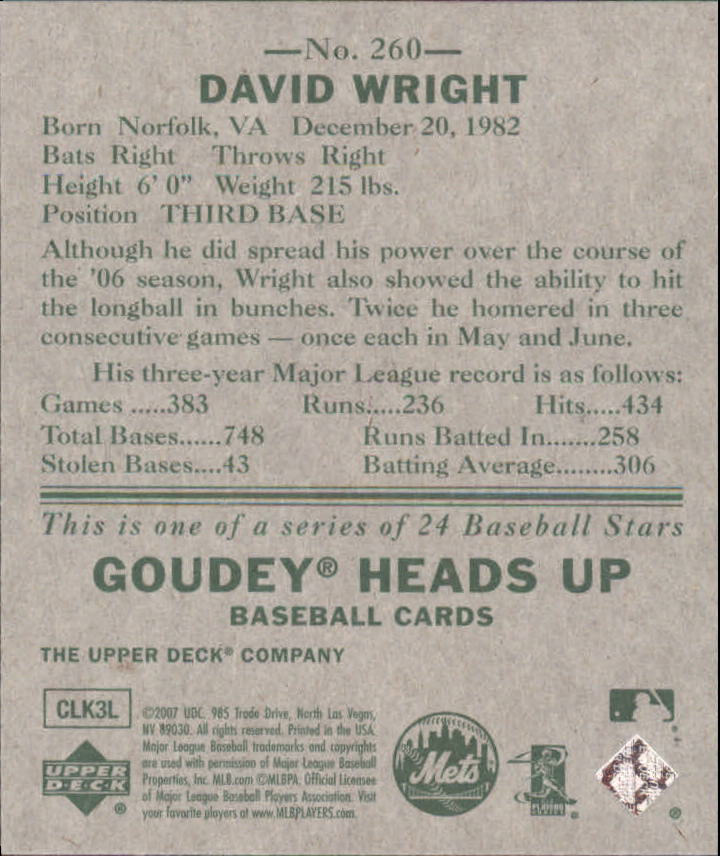 —No. 260—
DAVID WRIGHT
Born Norfolk, VA December 20, 1982
Bats Right Throws Right
Height 6' 0" Weight 215 lbs.
Position THIRD BASE
Although he did spread his power over the course of
the '06 season, Wright also showed the ability to hit
the longball in bunches. Twice he homered in three
consecutive games — once each in May and June.
His three-year Major League record is as follows:
Games .....383 Runs.....236 Hits.....434
Total Bases......748 Runs Batted In.......258
Stolen Bases....43 Batting Average........306
This is one of a series of 24 Baseball Stars
GOUDEY® HEADS UP
BASEBALL CARDS
THE UPPER DECK® COMPANY
CLK3L
©2007 UDC. 985 Trade Drive, North Las Vegas,
NV 89030. All rights reserved. Printed in the USA.
Major League Baseball trademarks and copyrights
are used with permission of Major League Baseball
Properties, Inc. MLB.com ©MLBPA. Official Licensee
of Major League Baseball Players Association. Visit
your favorite players at www.MLBPLAYERS.com.
UPPER
D·E·C·K
®
Mets
PLAYERS
®